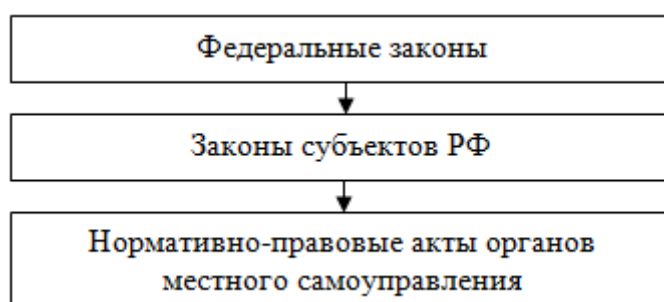 Федеральные законы
Законы субъектов РФ
Нормативно-правовые акты органов
местного самоуправления